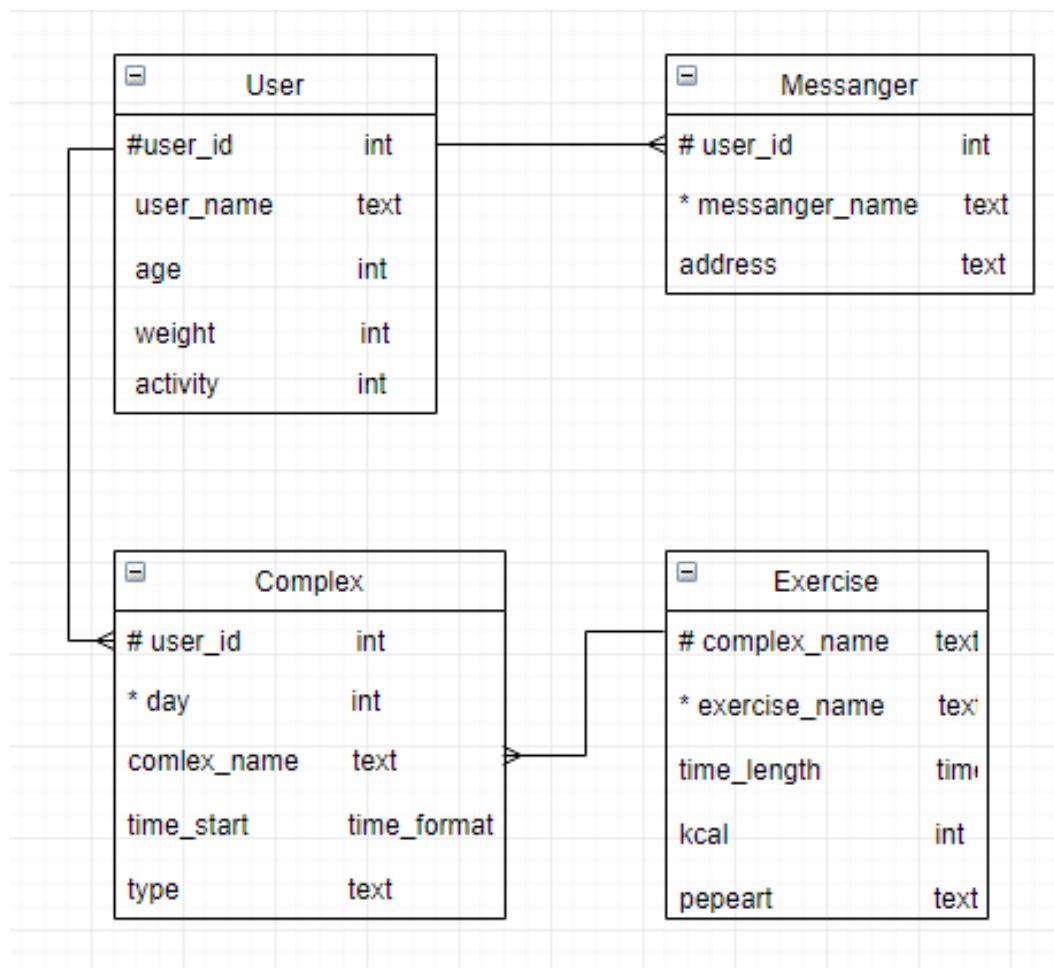 User
#user_id int
user_name text
age int
weight int
activity int
Messanger
# user_id int
* messanger_name text
address text
Complex
# user_id int
* day int
comlex_name text
time_start time_format
type text
Exercise
# complex_name text
* exercise_name text
time_length time
kcal int
pepeart text